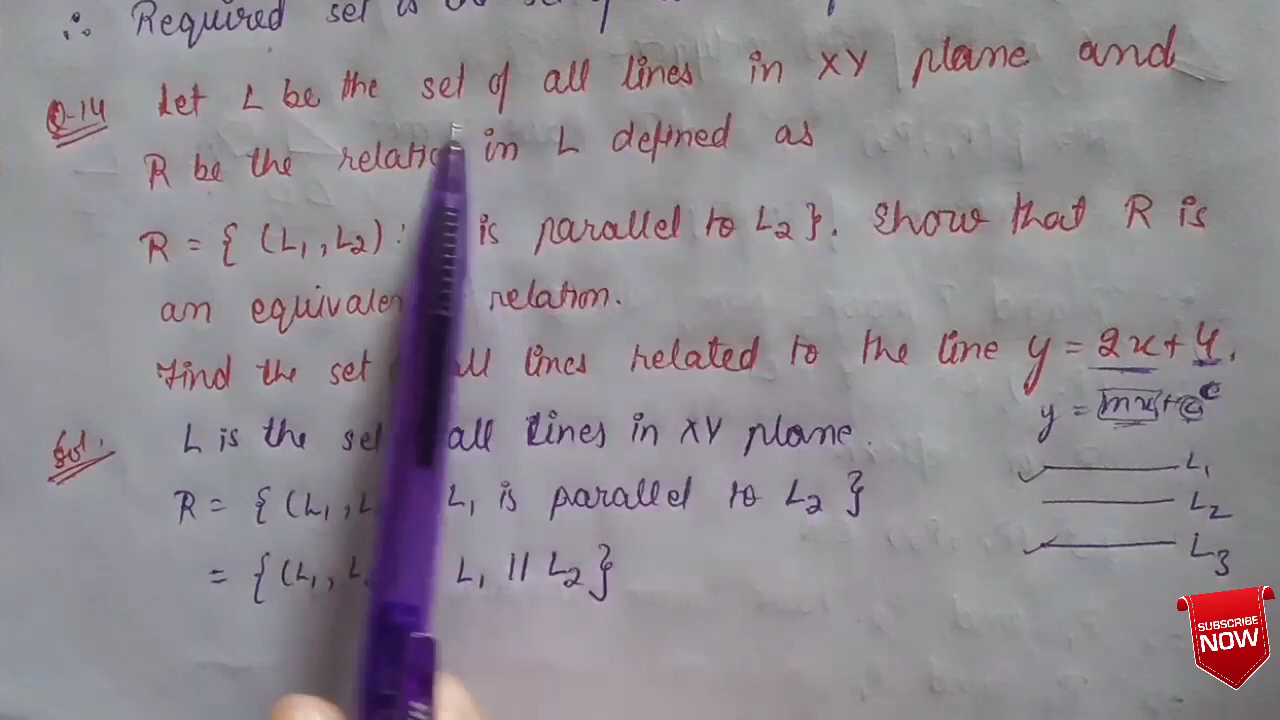 ∴ Required set is
Q-14 Let L be the set of all lines in XY plane and
R be the relatio in L defined as
R = { (L1, L2) : is parallel to L2 }. Show that R is
an equivalen relation.
Find the set all lines related to the line y = 2x + 4.
y = mx + c
Sol. L is the set all Lines in XY plane.
R = { (L1, L L1 is parallel to L2 }
= { (L1, L L1 || L2 }
L1
L2
L3
SUBSCRIBE
NOW